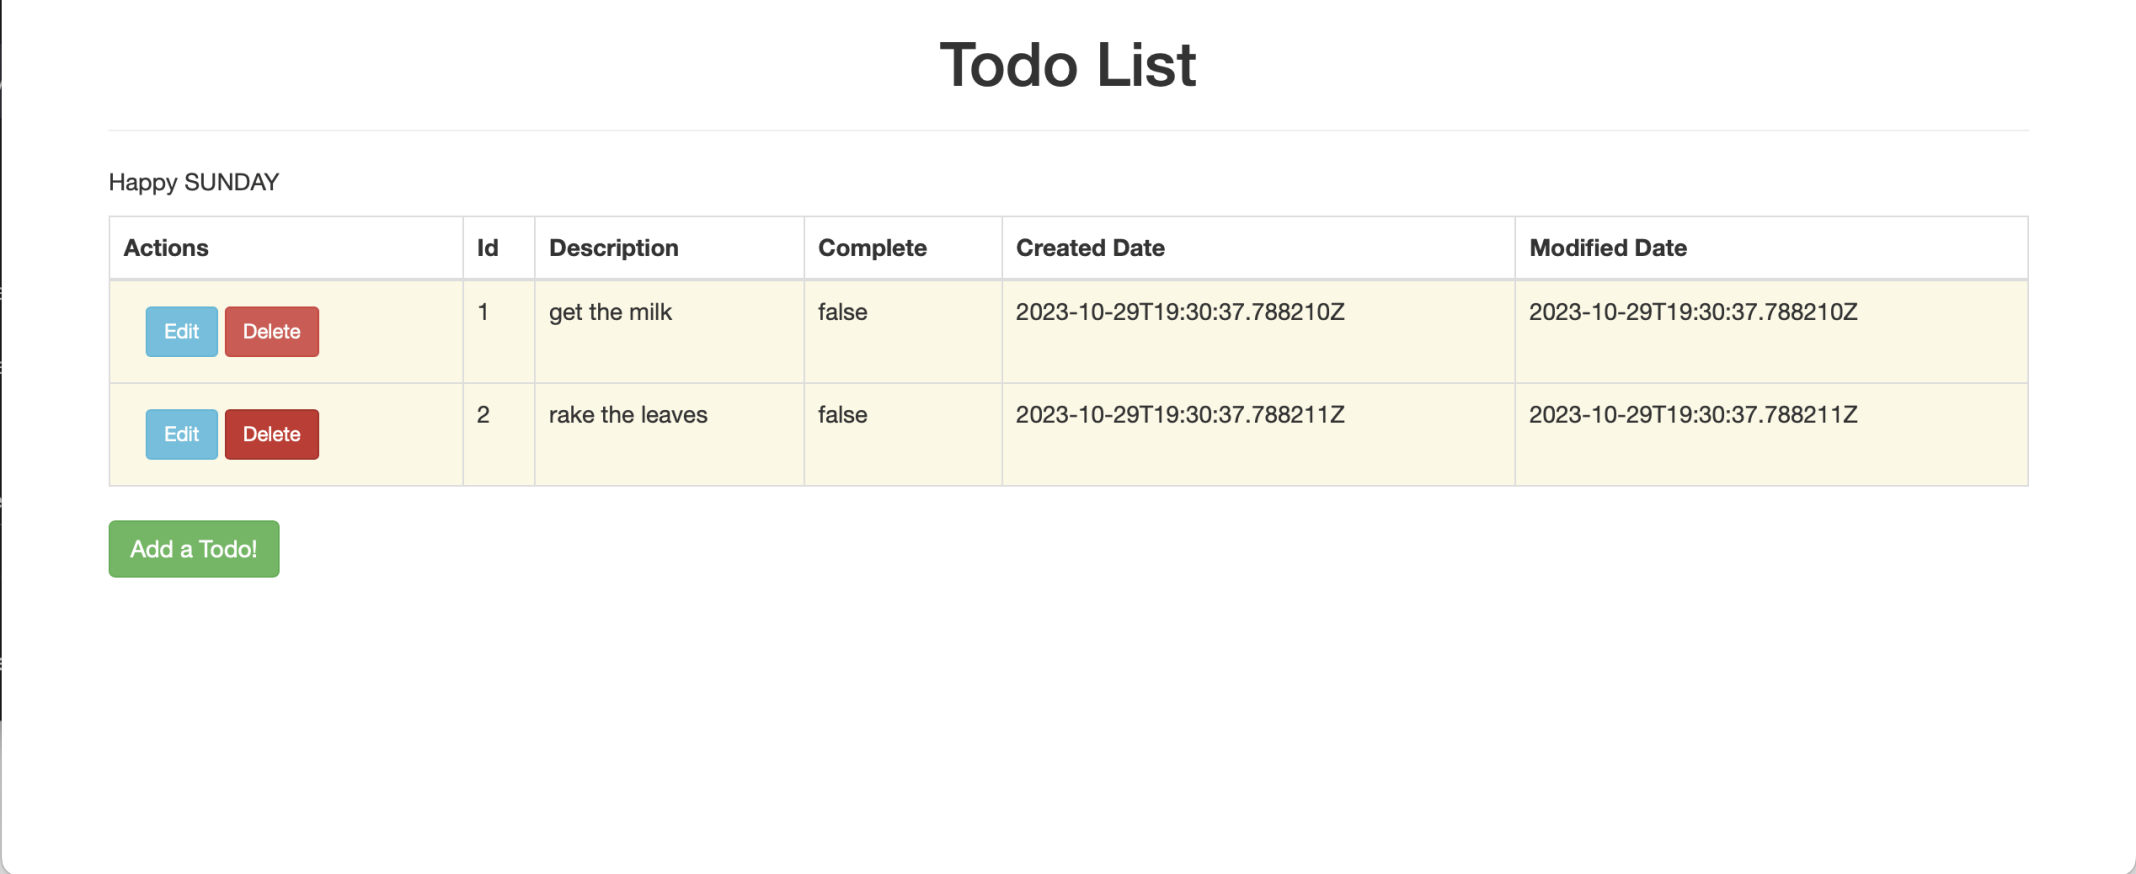 Todo List
Happy SUNDAY
Actions Id Description Complete Created Date Modified Date
Edit Delete 1 get the milk false 2023-10-29T19:30:37.788210Z 2023-10-29T19:30:37.788210Z
Edit Delete 2 rake the leaves false 2023-10-29T19:30:37.788211Z 2023-10-29T19:30:37.788211Z
Add a Todo!